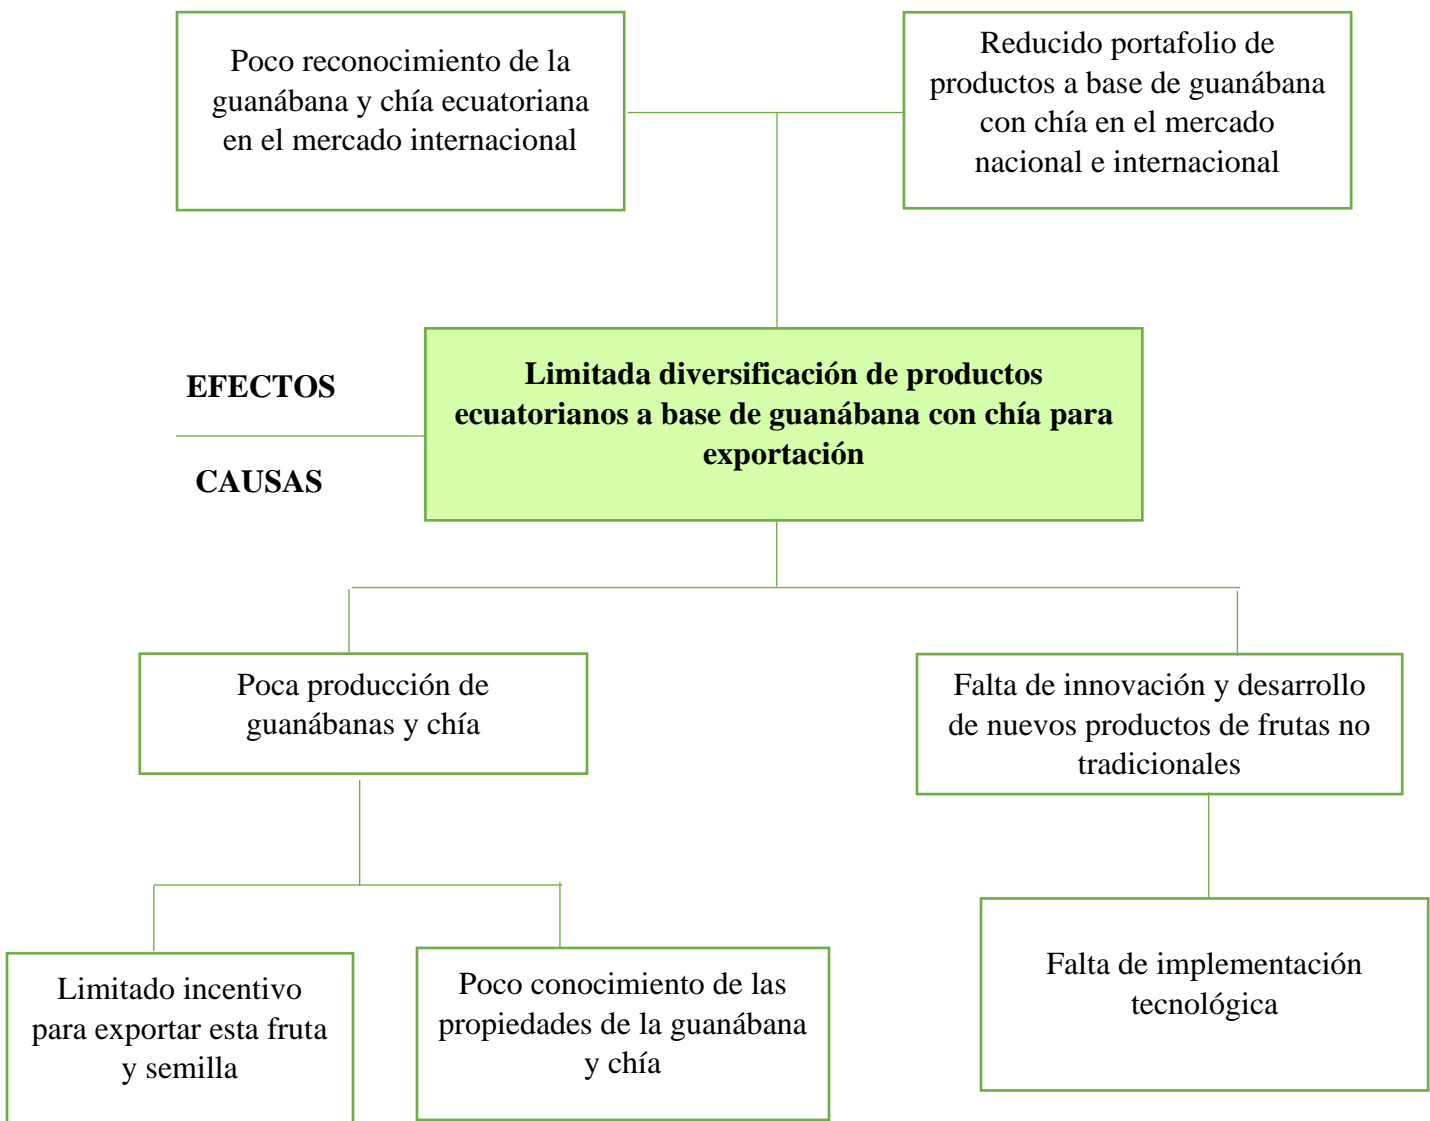 Poco reconocimiento de la
guanábana y chía ecuatoriana
en el mercado internacional
Reducido portafolio de
productos a base de guanábana
con chía en el mercado
nacional e internacional
EFECTOS
CAUSAS
Limitada diversificación de productos
ecuatorianos a base de guanábana con chía para
exportación
Poca producción de
guanábanas y chía
Falta de innovación y desarrollo
de nuevos productos de frutas no
tradicionales
Limitado incentivo
para exportar esta fruta
y semilla
Poco conocimiento de las
propiedades de la guanábana
y chía
Falta de implementación
tecnológica